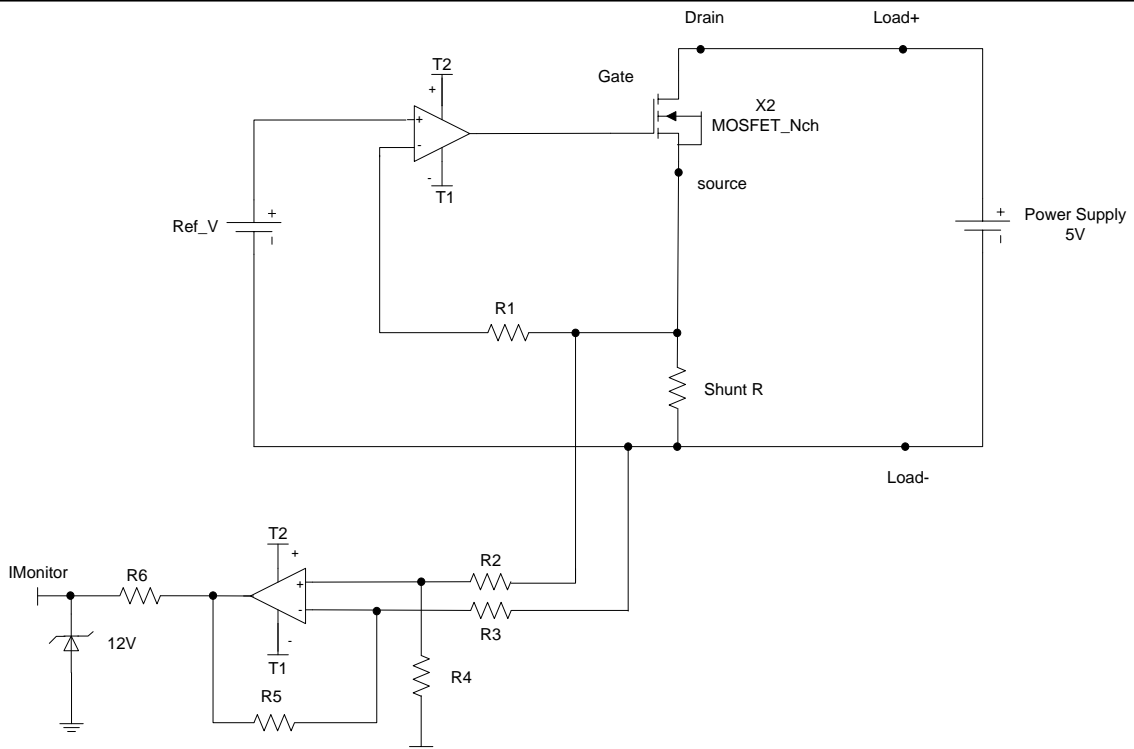 Drain
Load+
T2
+
Gate
X2
MOSFET_Nch
+
-
source
-
T1
Ref_V
+
-
+
Power Supply
5V
-
R1
Shunt R
Load-
T2
+
IMonitor
R6
R2
+
-
R3
12V
-
T1
R4
R5